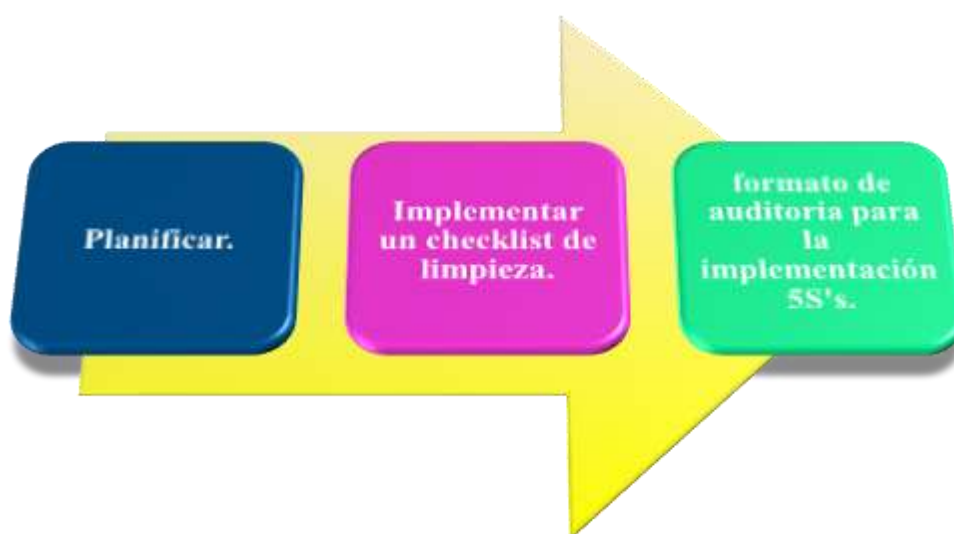 Planificar.
Implementar
un checklist de
limpieza.
formato de
auditoria para
la
implementación
5S's.